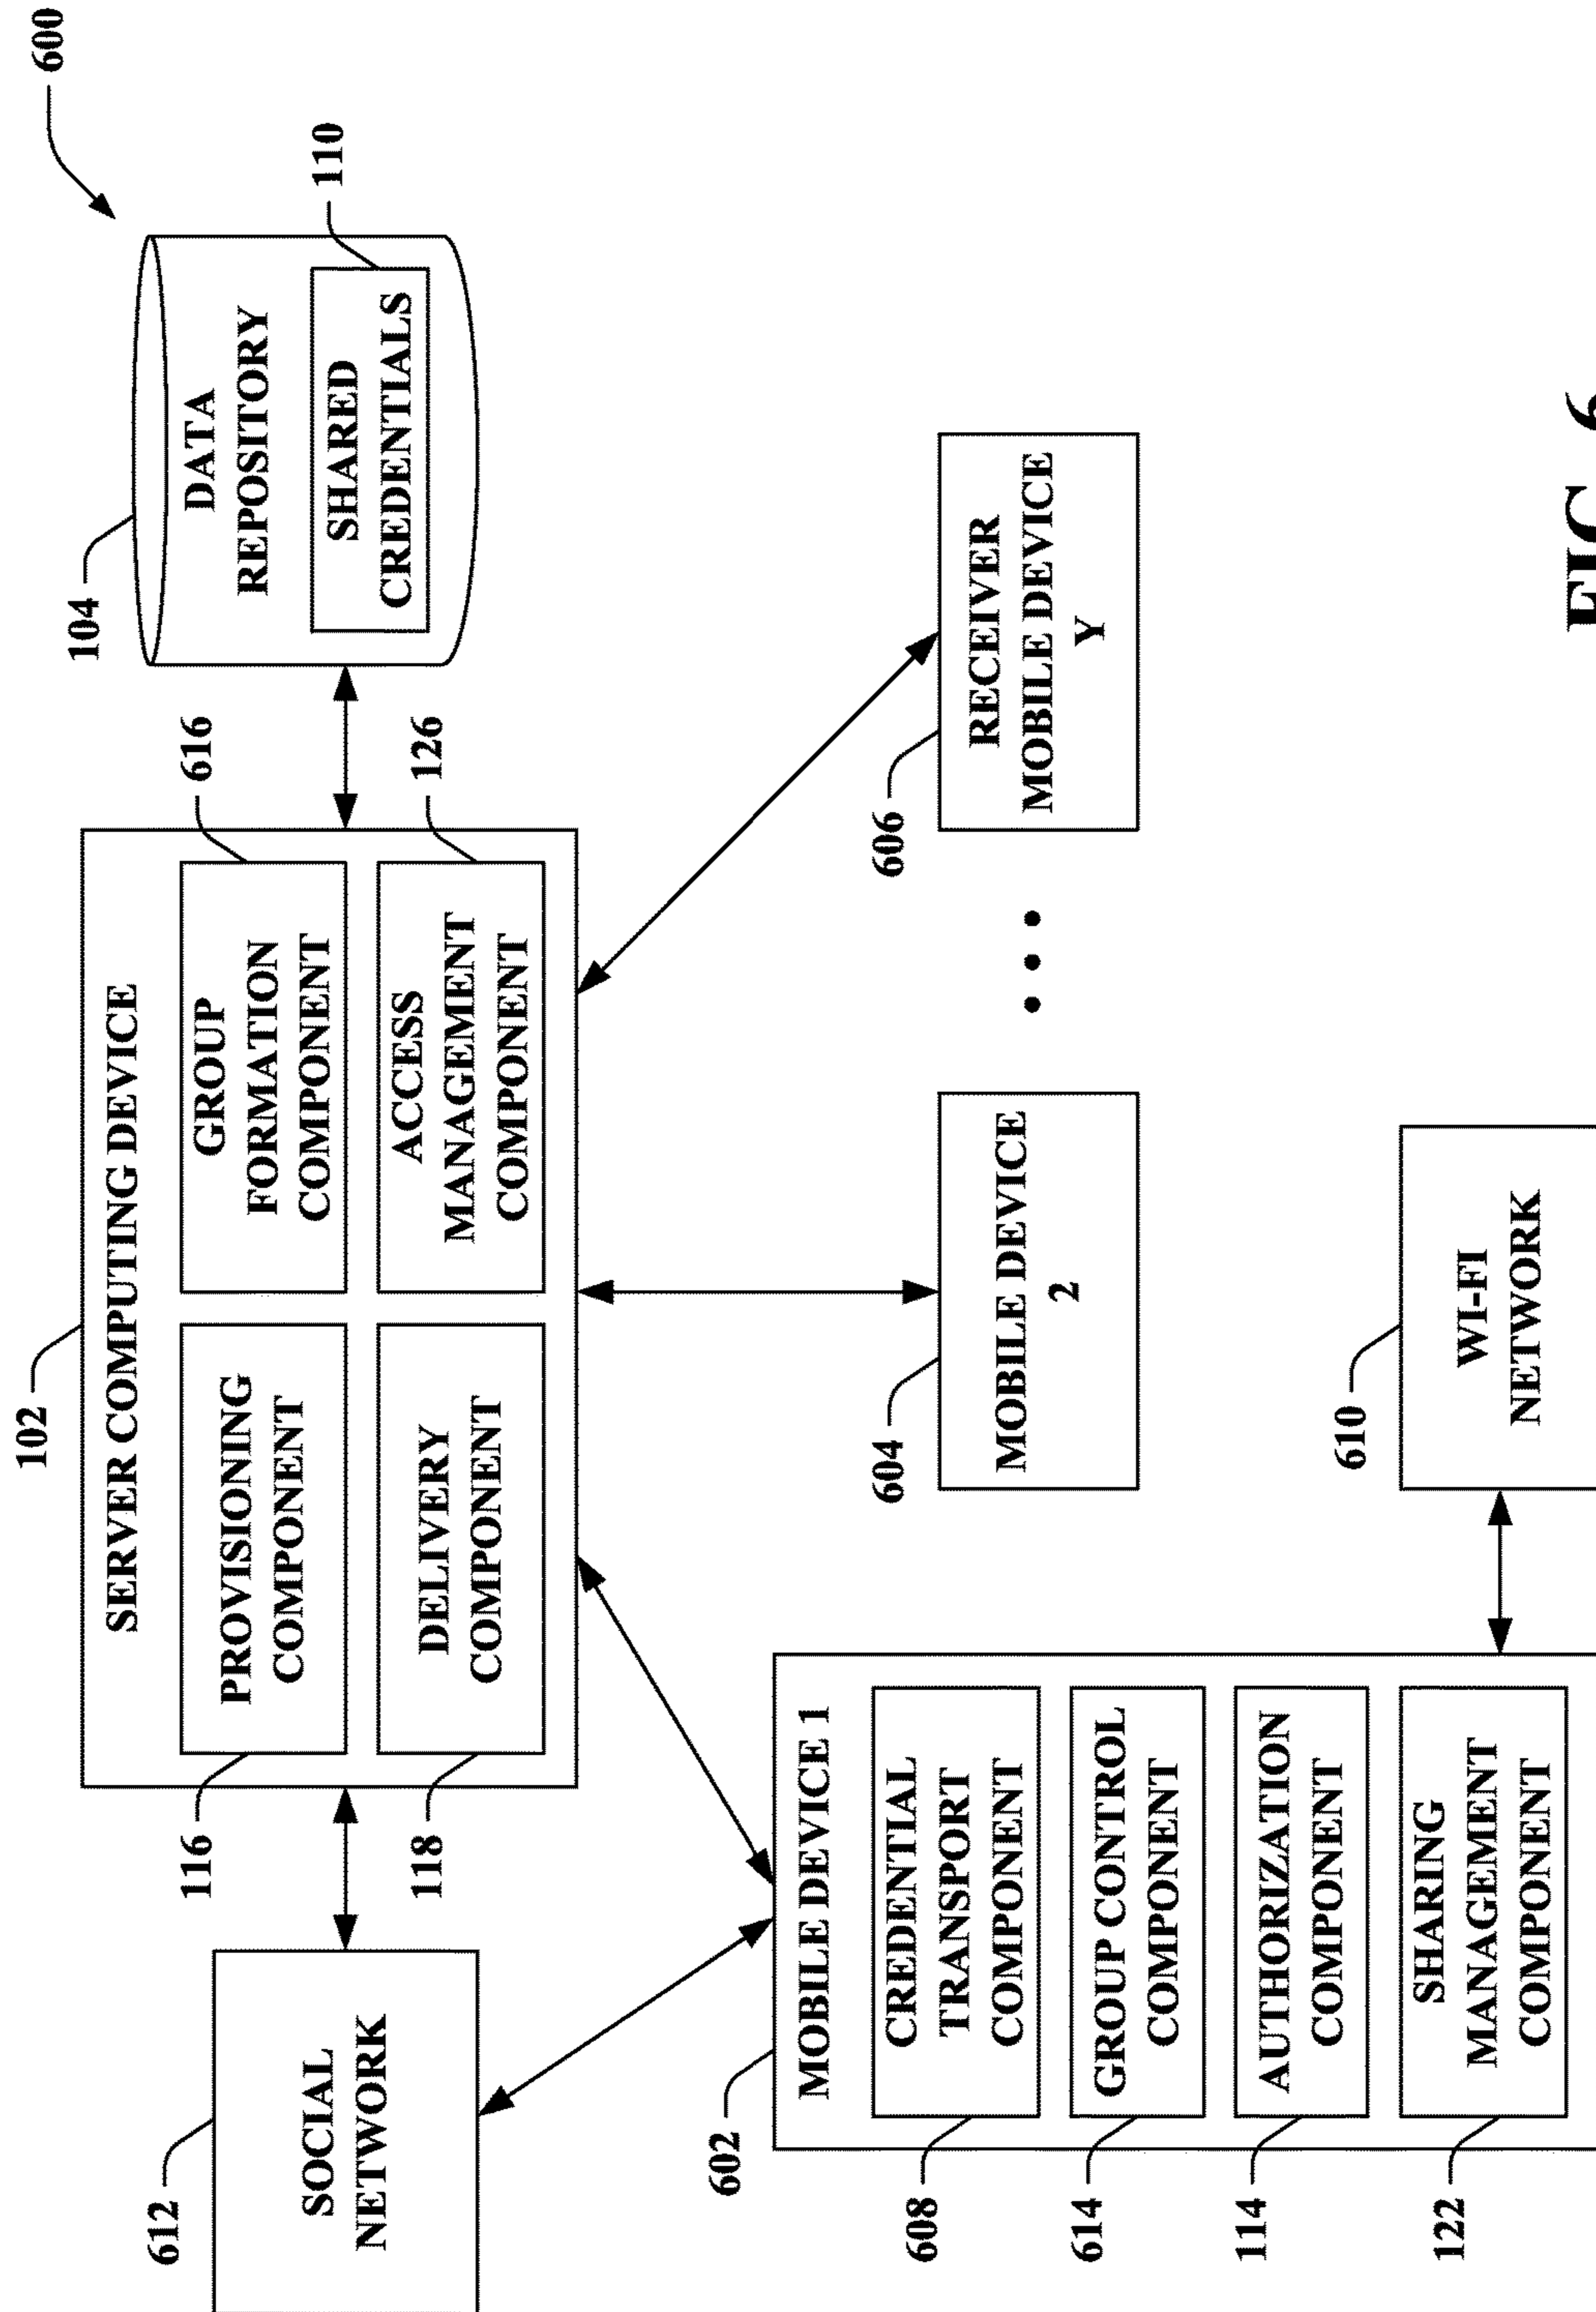 600
102
SERVER COMPUTING DEVICE
104
DATA
REPOSITORY
110
SHARED
CREDENTIALS
612
SOCIAL
NETWORK
116
PROVISIONING
COMPONENT
616
GROUP
FORMATION
COMPONENT
118
DELIVERY
COMPONENT
126
ACCESS
MANAGEMENT
COMPONENT
602
MOBILE DEVICE 1
608
CREDENTIAL
TRANSPORT
COMPONENT
614
GROUP CONTROL
COMPONENT
114
AUTHORIZATION
COMPONENT
122
SHARING
MANAGEMENT
COMPONENT
604
MOBILE DEVICE
2
606
RECEIVER
MOBILE DEVICE
Y
610
WI-FI
NETWORK